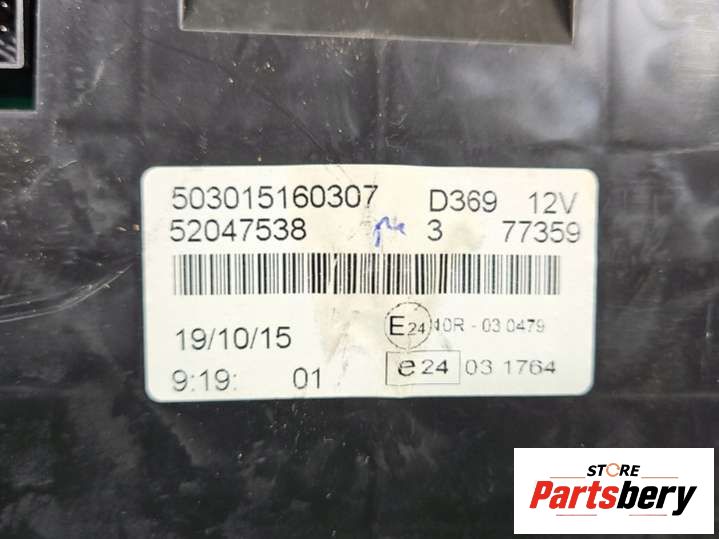 503015160307 D369 12V
52047538 3 77359
E24 10R - 03 0479
19/10/15
e24 03 1764
9:19: 01
STORE
Partsbery